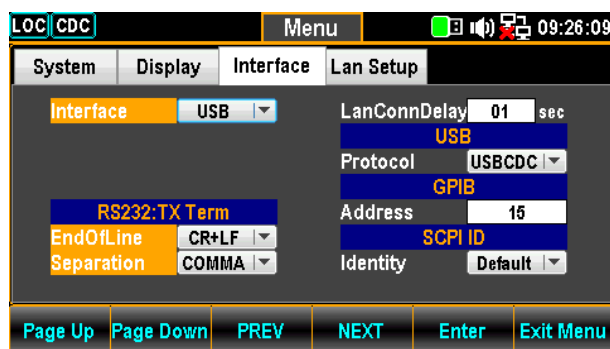 LOC CDC Menu 09:26:09
System Display Interface Lan Setup
Interface USB
LanConnDelay 01 sec
USB
Protocol USBCDC
GPIB
RS232:TX Term
Address 15
EndOfLine CR+LF
SCPI ID
Separation COMMA
Identity Default
Page Up Page Down PREV NEXT Enter Exit Menu